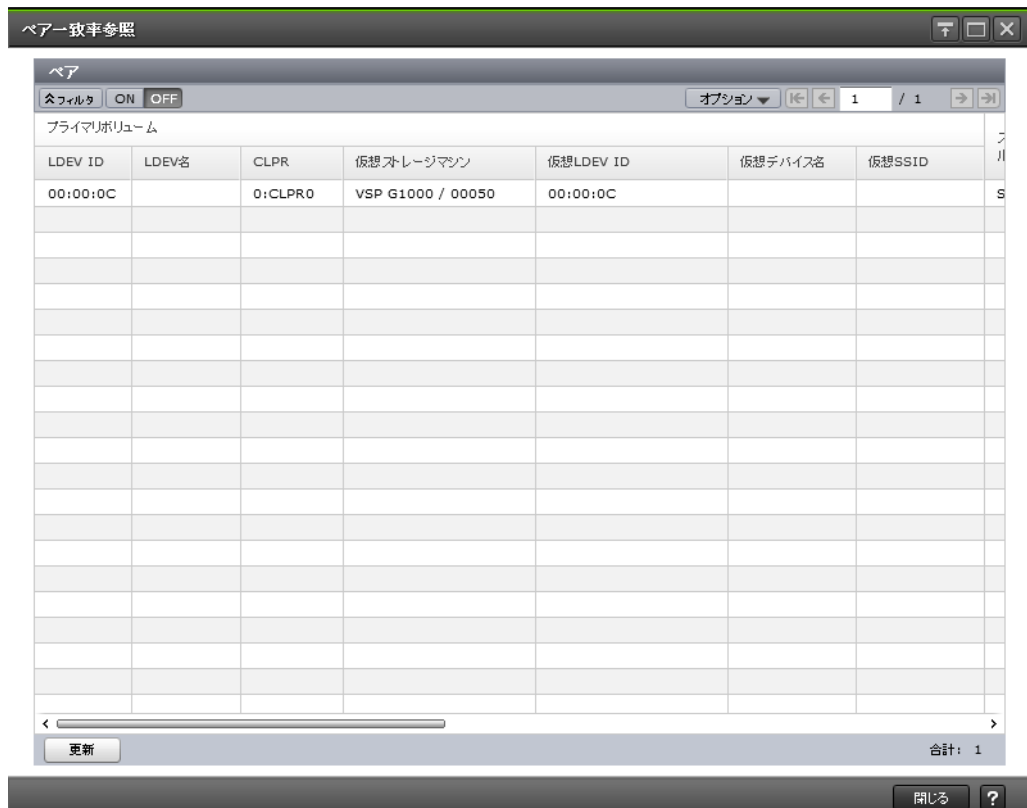 ペアー致率参照
ペア
フィルタ ON OFF オプション 1 / 1
プライマリボリューム
LDEV ID LDEV名 CLPR 仮想ストレージマシン 仮想LDEV ID 仮想デバイス名 仮想SSID
00:00:0C 0:CLPR0 VSP G1000 / 00050 00:00:0C S
更新 合計: 1
閉じる ?